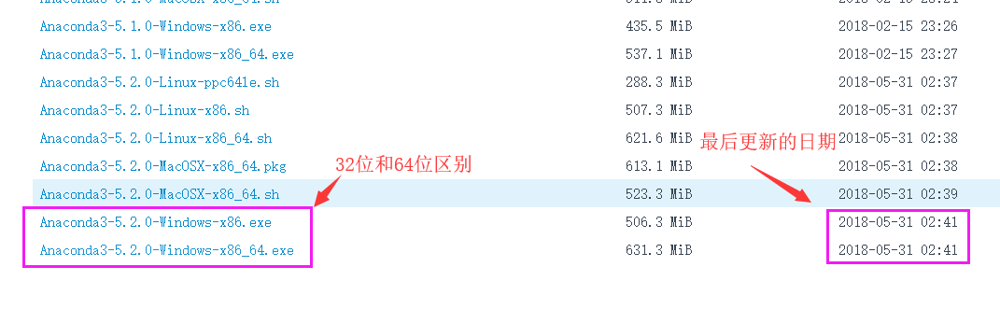 Anaconda3-5.1.0-Windows-x86.exe 435.5 MiB 2018-02-15 23:26
Anaconda3-5.1.0-Windows-x86_64.exe 537.1 MiB 2018-02-15 23:27
Anaconda3-5.2.0-Linux-ppc64le.sh 288.3 MiB 2018-05-31 02:37
Anaconda3-5.2.0-Linux-x86.sh 507.3 MiB 2018-05-31 02:37
Anaconda3-5.2.0-Linux-x86_64.sh 621.6 MiB 2018-05-31 02:38
最后更新的日期
Anaconda3-5.2.0-MacOSX-x86_64.pkg 613.1 MiB 2018-05-31 02:38
32位和64位区别
Anaconda3-5.2.0-MacOSX-x86_64.sh 523.3 MiB 2018-05-31 02:39
Anaconda3-5.2.0-Windows-x86.exe 506.3 MiB 2018-05-31 02:41
Anaconda3-5.2.0-Windows-x86_64.exe 631.3 MiB 2018-05-31 02:41